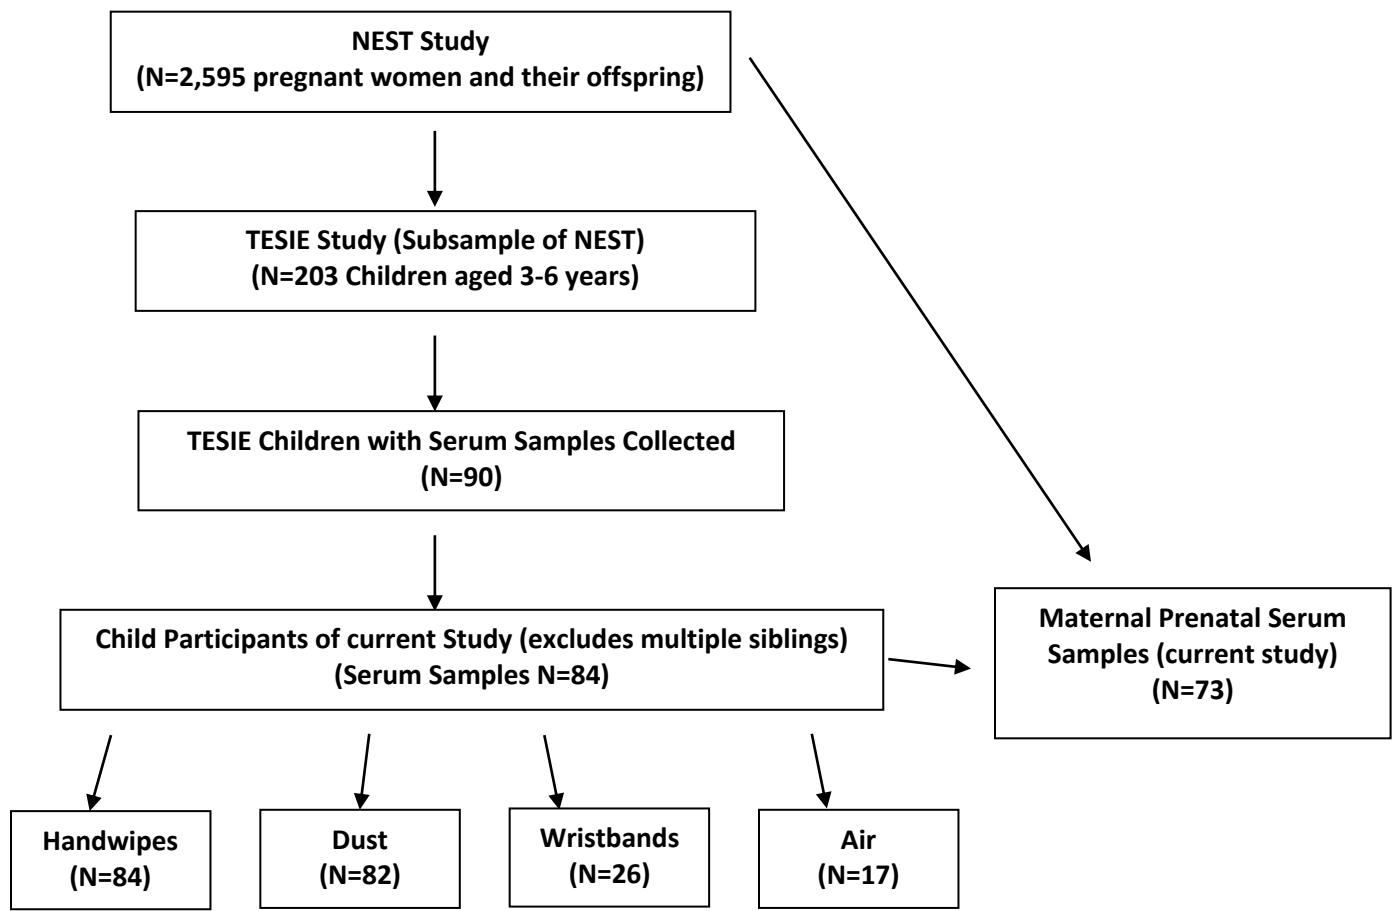 NEST Study
(N=2,595 pregnant women and their offspring)
TESIE Study (Subsample of NEST)
(N=203 Children aged 3-6 years)
TESIE Children with Serum Samples Collected
(N=90)
Child Participants of current Study (excludes multiple siblings)
(Serum Samples N=84)
Maternal Prenatal Serum
Samples (current study)
(N=73)
Handwipes
(N=84)
Dust
(N=82)
Wristbands
(N=26)
Air
(N=17)